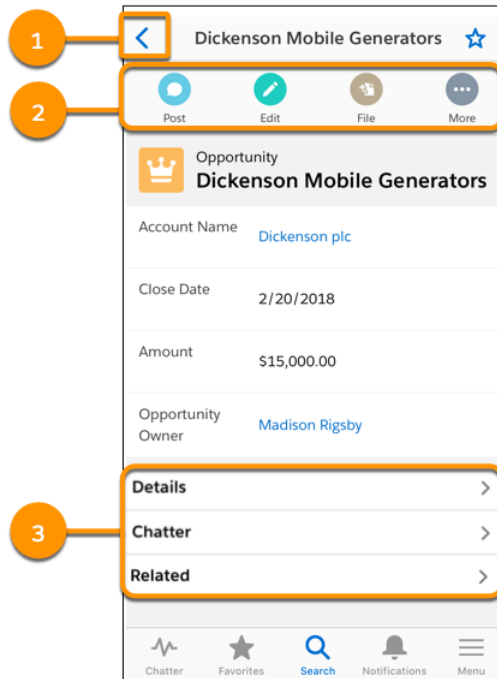 1
Dickenson Mobile Generators
2
Post Edit File More
Opportunity
Dickenson Mobile Generators
Account Name
Dickenson plc
Close Date
2/20/2018
Amount
$15,000.00
Opportunity
Owner
Madison Rigsby
Details
Chatter
3
Related
Chatter Favorites Search Notifications Menu